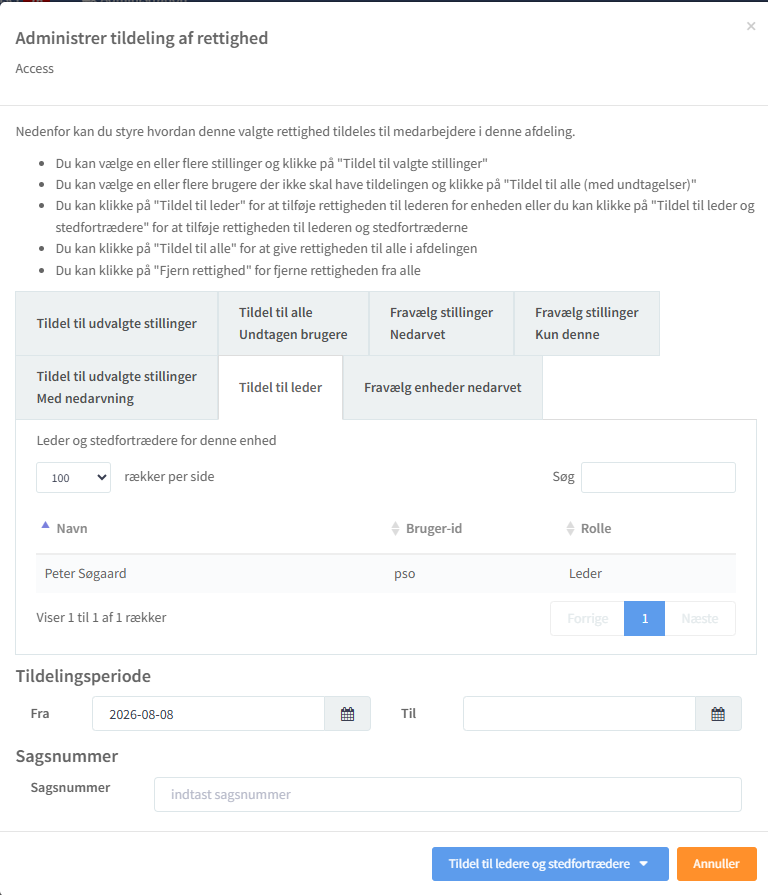 Administrer tildeling af rettighed
Access
Nedenfor kan du styre hvordan denne valgte rettighed tildeles til medarbejdere i denne afdeling.
Du kan vælge en eller flere stillinger og klikke på "Tildel til valgte stillinger"
Du kan vælge en eller flere brugere der ikke skal have tildelingen og klikke på "Tildel til alle (med undtagelser)"
Du kan klikke på "Tildel til leder" for at tilføje rettigheden til lederen for enheden eller du kan klikke på "Tildel til leder og
stedfortrædere" for at tilføje rettigheden til lederen og stedfortræderne
Du kan klikke på "Tildel til alle" for at give rettigheden til alle i afdelingen
Du kan klikke på "Fjern rettighed" for fjerne rettigheden fra alle
Tildel til udvalgte stillinger
Tildel til alle
Undtagen brugere
Fravælg stillinger
Nedarvet
Fravælg stillinger
Kun denne
Tildel til udvalgte stillinger
Med nedarvning
Tildel til leder
Fravælg enheder nedarvet
Leder og stedfortrædere for denne enhed
100 rækker per side
Søg
Navn Bruger-id Rolle
Peter Søgaard pso Leder
Viser 1 til 1 af 1 rækker
Forrige 1 Næste
Tildelingsperiode
Fra 2026-08-08 Til
Sagsnummer
Sagsnummer indtast sagsnummer
Tildel til ledere og stedfortrædere Annuller